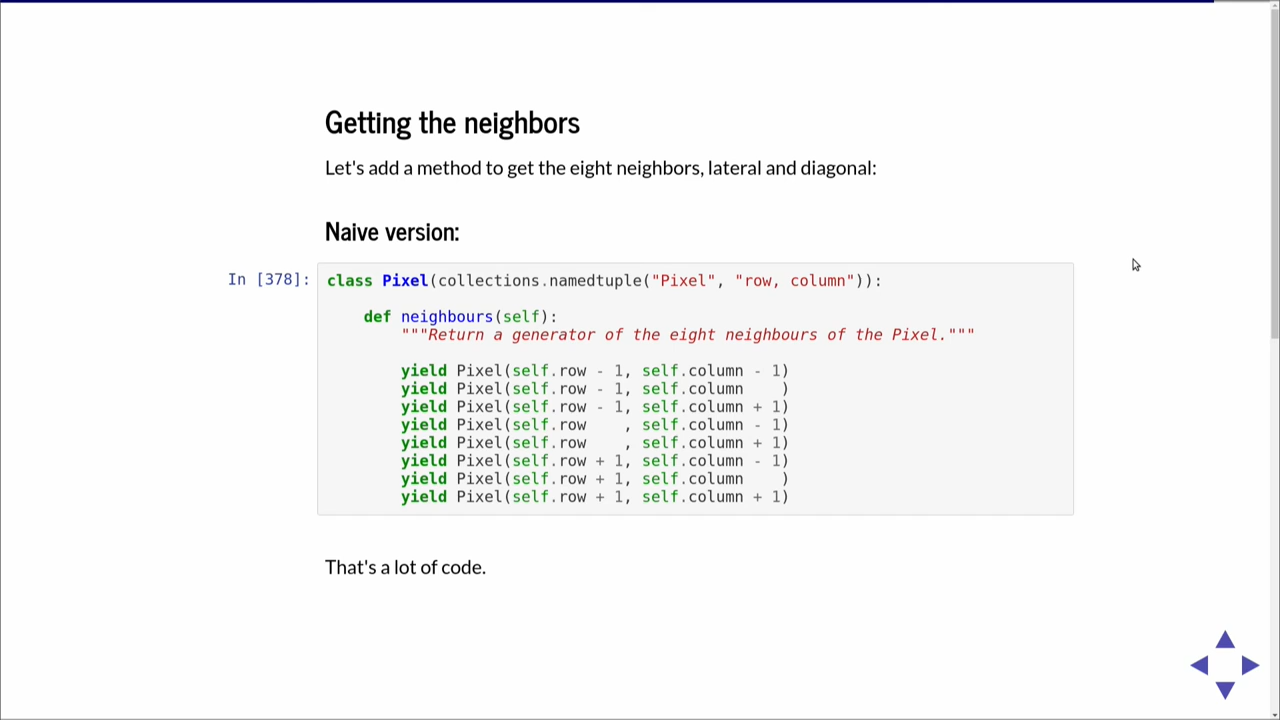 Getting the neighbors
Let's add a method to get the eight neighbors, lateral and diagonal:
Naive version:
In [378]:
class Pixel(collections.namedtuple("Pixel", "row, column")):
    def neighbours(self):
        """Return a generator of the eight neighbours of the Pixel."""
        yield Pixel(self.row - 1, self.column - 1)
        yield Pixel(self.row - 1, self.column    )
        yield Pixel(self.row - 1, self.column + 1)
        yield Pixel(self.row    , self.column - 1)
        yield Pixel(self.row    , self.column + 1)
        yield Pixel(self.row + 1, self.column - 1)
        yield Pixel(self.row + 1, self.column    )
        yield Pixel(self.row + 1, self.column + 1)
That's a lot of code.